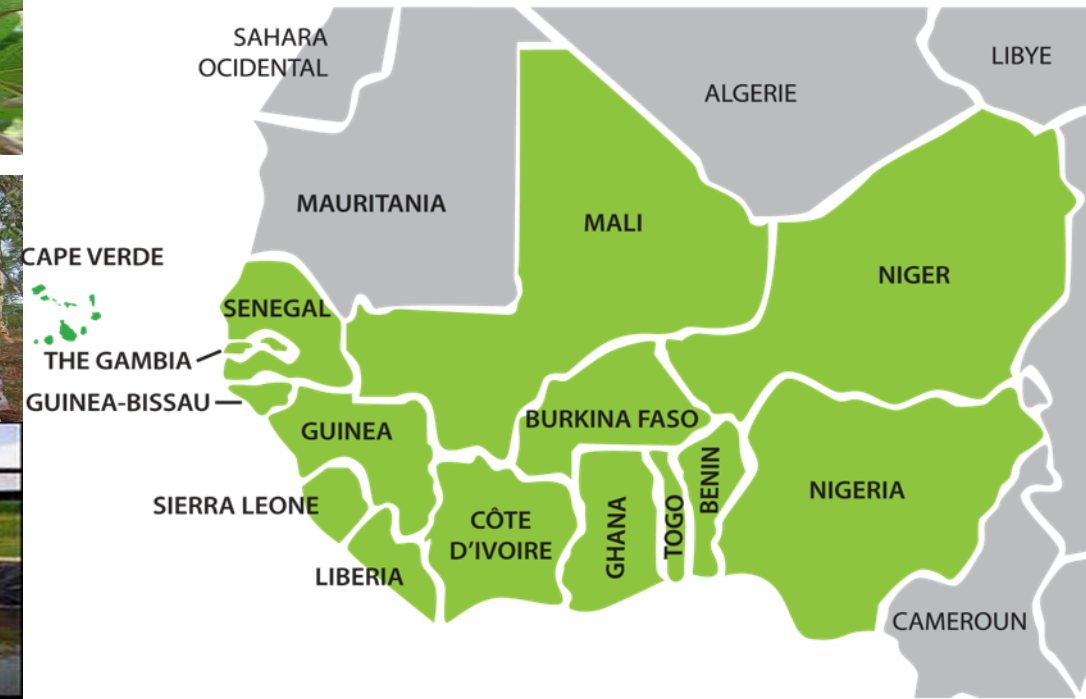 SAHARA
OCIDENTAL
LIBYE
ALGERIE
MAURITANIA
MALI
CAPE VERDE
NIGER
SENEGAL
THE GAMBIA
GUINEA-BISSAU
GUINEA
BURKINA FASO
BENIN
NIGERIA
SIERRA LEONE
CÔTE
D'IVOIRE
GHANA
TOGO
LIBERIA
CAMEROUN